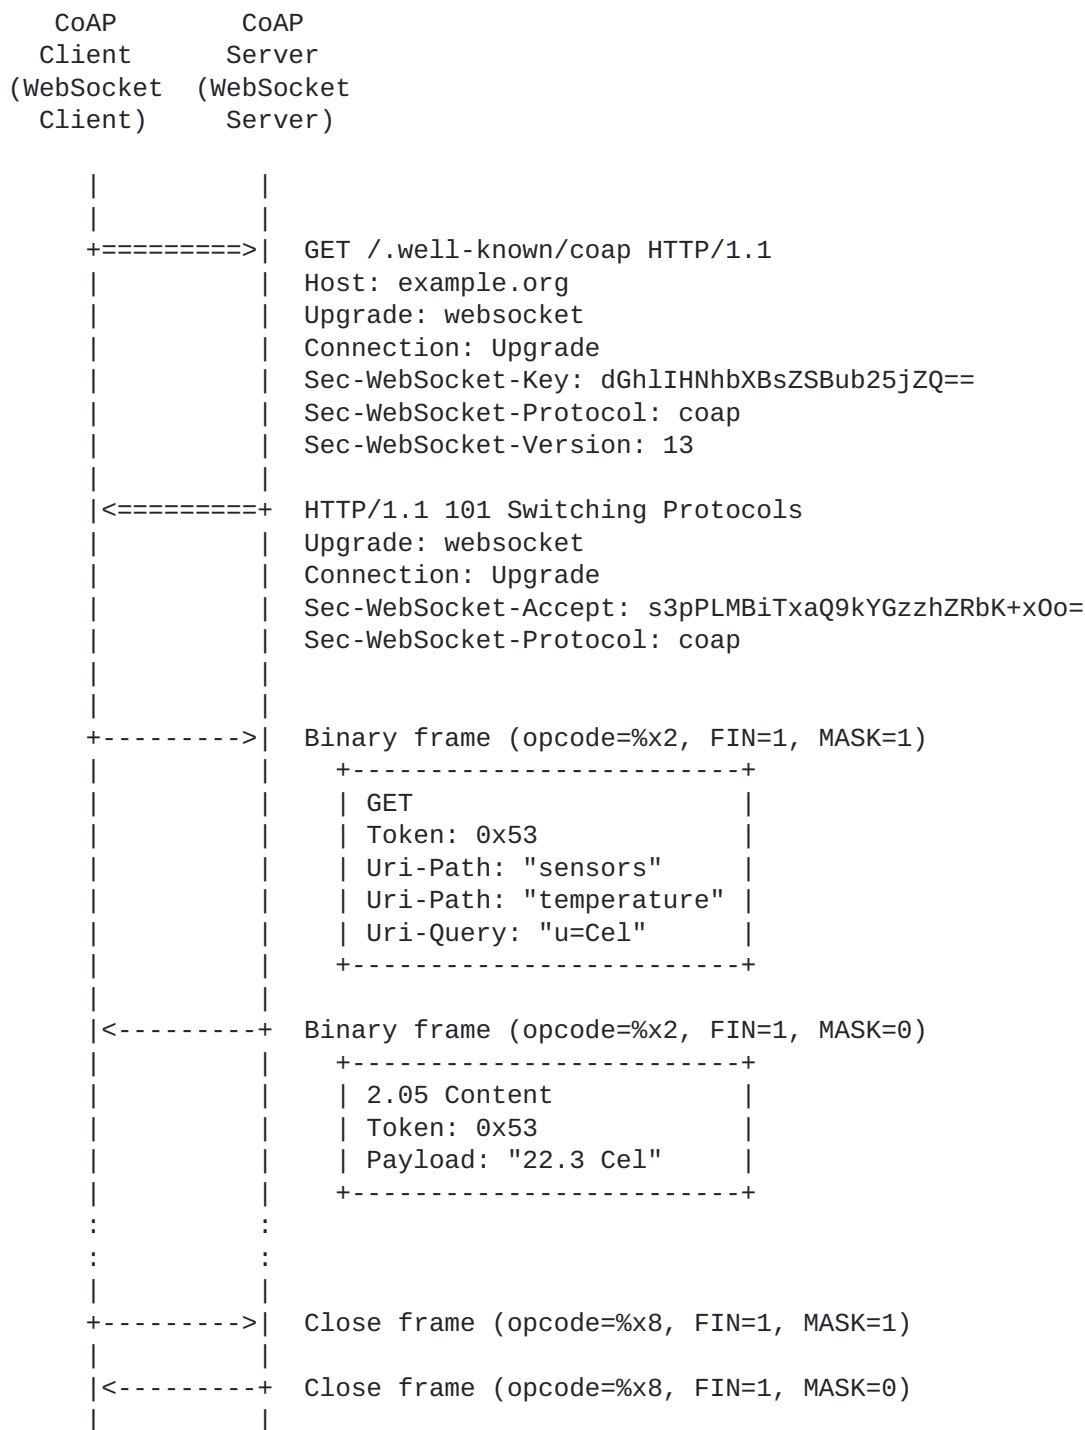 CoAP        CoAP
  Client      Server
(WebSocket  (WebSocket
  Client)     Server)

     |          |
     |          |
     +=========>|  GET /.well-known/coap HTTP/1.1
     |          |  Host: example.org
     |          |  Upgrade: websocket
     |          |  Connection: Upgrade
     |          |  Sec-WebSocket-Key: dGhlIHNhbXBsZSBub25jZQ==
     |          |  Sec-WebSocket-Protocol: coap
     |          |  Sec-WebSocket-Version: 13
     |          |
     |<=========+  HTTP/1.1 101 Switching Protocols
     |          |  Upgrade: websocket
     |          |  Connection: Upgrade
     |          |  Sec-WebSocket-Accept: s3pPLMBiTxaQ9kYGzzhZRbK+xOo=
     |          |  Sec-WebSocket-Protocol: coap
     |          |
     |          |
     +--------->|  Binary frame (opcode=%x2, FIN=1, MASK=1)
     |          |    +-------------------------+
     |          |    | GET                     |
     |          |    | Token: 0x53             |
     |          |    | Uri-Path: "sensors"     |
     |          |    | Uri-Path: "temperature" |
     |          |    | Uri-Query: "u=Cel"      |
     |          |    +-------------------------+
     |          |
     |<---------+  Binary frame (opcode=%x2, FIN=1, MASK=0)
     |          |    +-------------------------+
     |          |    | 2.05 Content            |
     |          |    | Token: 0x53             |
     |          |    | Payload: "22.3 Cel"     |
     |          |    +-------------------------+
     :          :
     :          :
     |          |
     +--------->|  Close frame (opcode=%x8, FIN=1, MASK=1)
     |          |
     |<---------+  Close frame (opcode=%x8, FIN=1, MASK=0)
     |          |